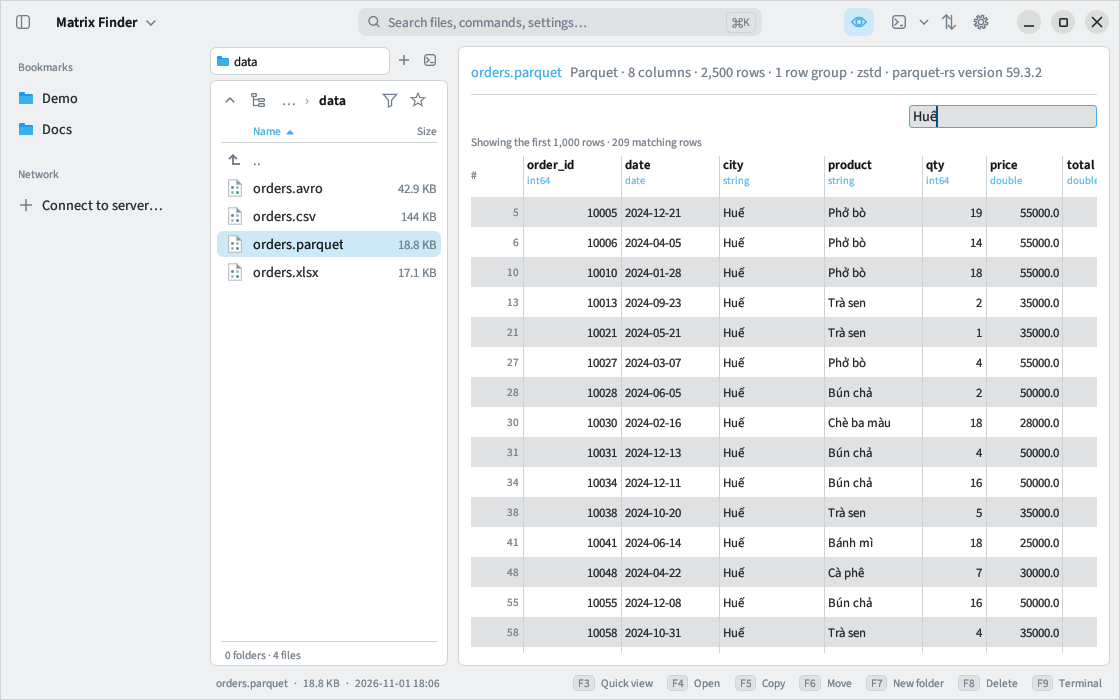 Matrix Finder
Search files, commands, settings… ⌘K
Bookmarks
Demo
Docs
Network
Connect to server…
data
… › data
Name Size
..
orders.avro 42.9 KB
orders.csv 144 KB
orders.parquet 18.8 KB
orders.xlsx 17.1 KB
0 folders · 4 files
orders.parquet Parquet · 8 columns · 2,500 rows · 1 row group · zstd · parquet-rs version 59.3.2
Huế
Showing the first 1,000 rows · 209 matching rows
# order_id date city product qty price total
int64 date string string int64 double double
5 10005 2024-12-21 Huế Phở bò 19 55000.0
6 10006 2024-04-05 Huế Phở bò 14 55000.0
10 10010 2024-01-28 Huế Phở bò 18 55000.0
13 10013 2024-09-23 Huế Trà sen 2 35000.0
21 10021 2024-05-21 Huế Trà sen 1 35000.0
27 10027 2024-03-07 Huế Phở bò 4 55000.0
28 10028 2024-06-05 Huế Bún chả 2 50000.0
30 10030 2024-02-16 Huế Chè ba màu 18 28000.0
31 10031 2024-12-13 Huế Bún chả 4 50000.0
34 10034 2024-12-11 Huế Bún chả 16 50000.0
38 10038 2024-10-20 Huế Trà sen 5 35000.0
41 10041 2024-06-14 Huế Bánh mì 18 25000.0
48 10048 2024-04-22 Huế Cà phê 7 30000.0
55 10055 2024-12-08 Huế Bún chả 16 50000.0
58 10058 2024-10-31 Huế Trà sen 4 35000.0
orders.parquet · 18.8 KB · 2026-11-01 18:06
F3 Quick view F4 Open F5 Copy F6 Move F7 New folder F8 Delete F9 Terminal